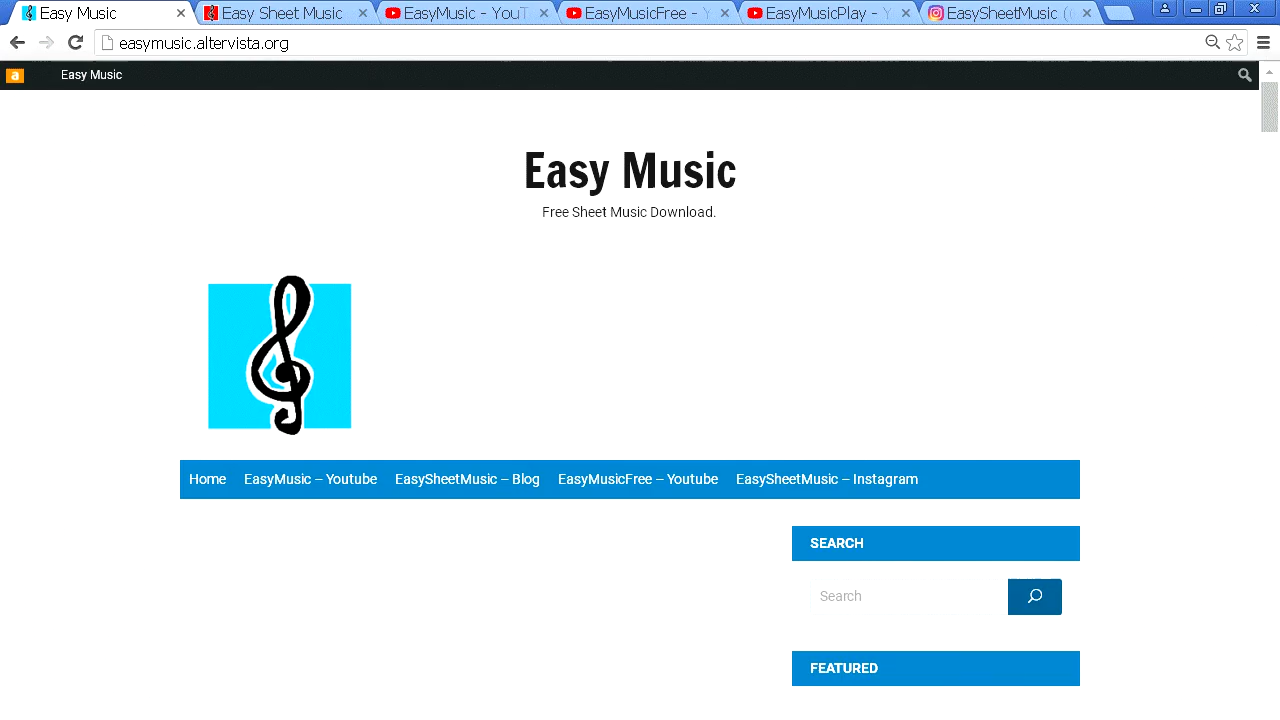 Easy Music
Easy Sheet Music
EasyMusic - YouT
EasyMusicFree - Y
EasyMusicPlay - Y
EasySheetMusic (
easymusic.altervista.org
a
Easy Music
Easy Music
Free Sheet Music Download.
Home EasyMusic – Youtube EasySheetMusic – Blog EasyMusicFree – Youtube EasySheetMusic – Instagram
SEARCH
Search
FEATURED